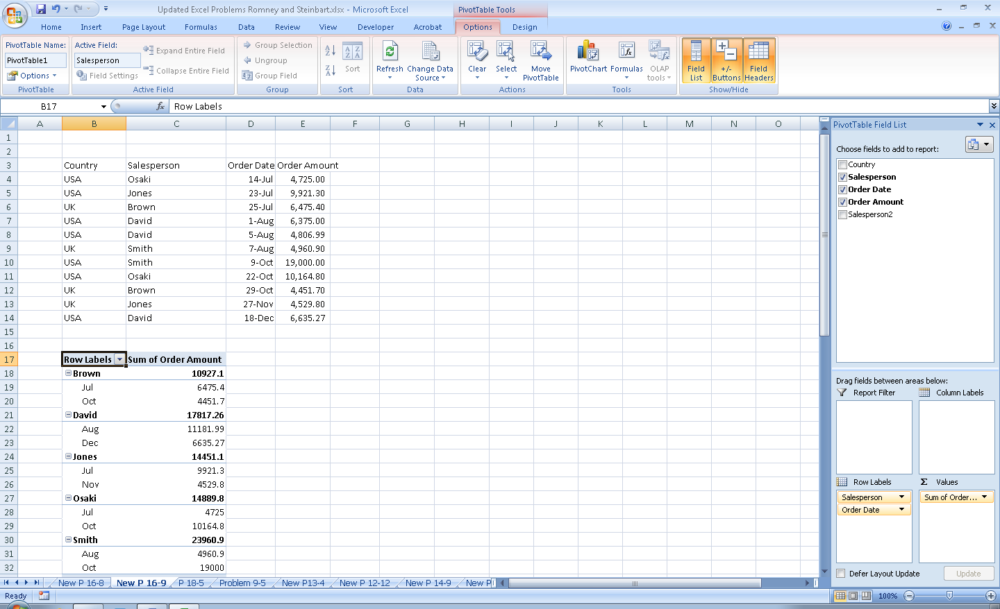 Updated Excel Problems Romney and Steinbart.xlsx - Microsoft Excel
PivotTable Tools
Home Insert Page Layout Formulas Data Review View Developer Acrobat Options Design
PivotTable Name:
PivotTable1
Options
PivotTable
Active Field:
Salesperson
Field Settings
Expand Entire Field
Collapse Entire Field
Active Field
Group Selection
Ungroup
Group Field
Group
Sort
Sort
Refresh
Change Data
Source
Data
Clear
Select
Move
PivotTable
Actions
PivotChart
Formulas
OLAP
tools
Tools
Field
List
+/-
Buttons
Field
Headers
Show/Hide
B17 fx Row Labels
A B C D E F G H I J K L M N O
1
2
3 Country Salesperson Order Date Order Amount
4 USA Osaki 14-Jul 4,725.00
5 USA Jones 23-Jul 9,921.30
6 UK Brown 25-Jul 6,475.40
7 USA David 1-Aug 6,375.00
8 USA David 5-Aug 4,806.99
9 UK Smith 7-Aug 4,960.90
10 USA Smith 9-Oct 19,000.00
11 USA Osaki 22-Oct 10,164.80
12 UK Brown 29-Oct 4,451.70
13 UK Jones 27-Nov 4,529.80
14 USA David 18-Dec 6,635.27
15
16
17 Row Labels Sum of Order Amount
18 Brown 10927.1
19 Jul 6475.4
20 Oct 4451.7
21 David 17817.26
22 Aug 11181.99
23 Dec 6635.27
24 Jones 14451.1
25 Jul 9921.3
26 Nov 4529.8
27 Osaki 14889.8
28 Jul 4725
29 Oct 10164.8
30 Smith 23960.9
31 Aug 4960.9
32 Oct 19000
PivotTable Field List
Choose fields to add to report:
Country
Salesperson
Order Date
Order Amount
Salesperson2
Drag fields between areas below:
Report Filter
Column Labels
Row Labels
Σ Values
Salesperson
Order Date
Sum of Order...
Defer Layout Update
Update
New P 16-8 New P 16-9 P 18-5 Problem 9-5 New P13-4 New P 12-12 New P 14-9 New P
Ready
100%